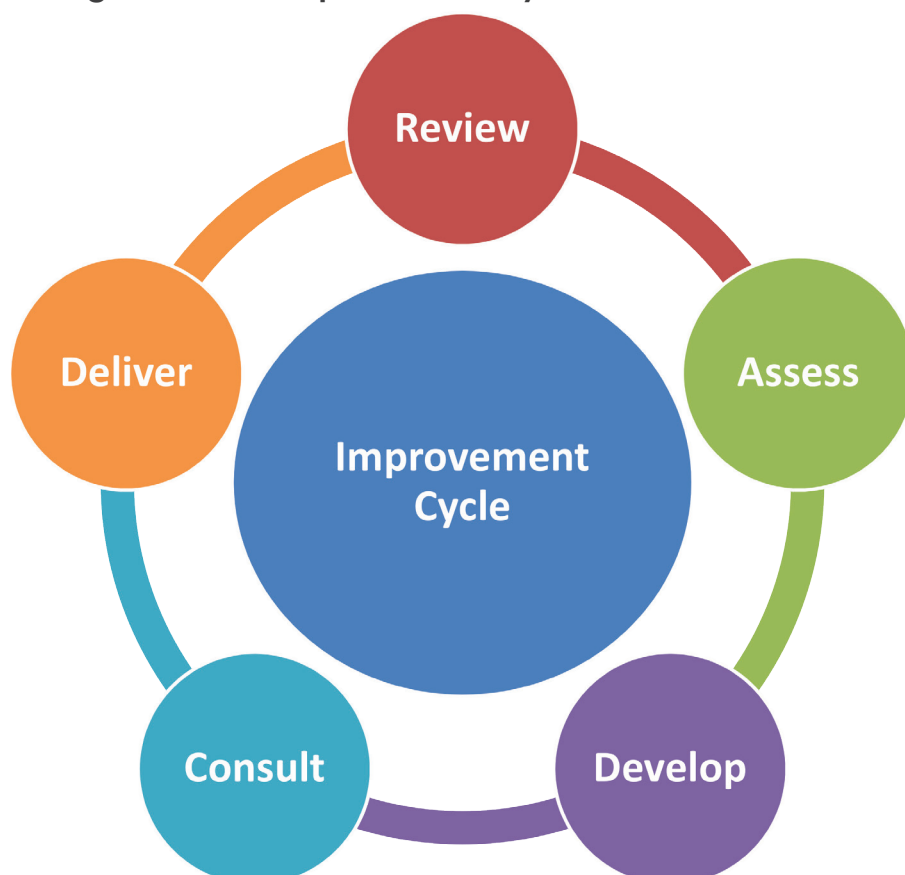 Review
Assess
Develop
Consult
Deliver
Improvement
Cycle